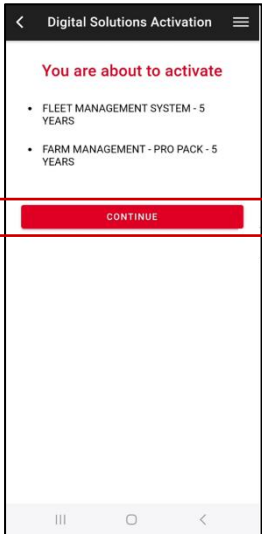 Digital Solutions Activation
You are about to activate
• FLEET MANAGEMENT SYSTEM - 5
YEARS
• FARM MANAGEMENT - PRO PACK - 5
YEARS
CONTINUE